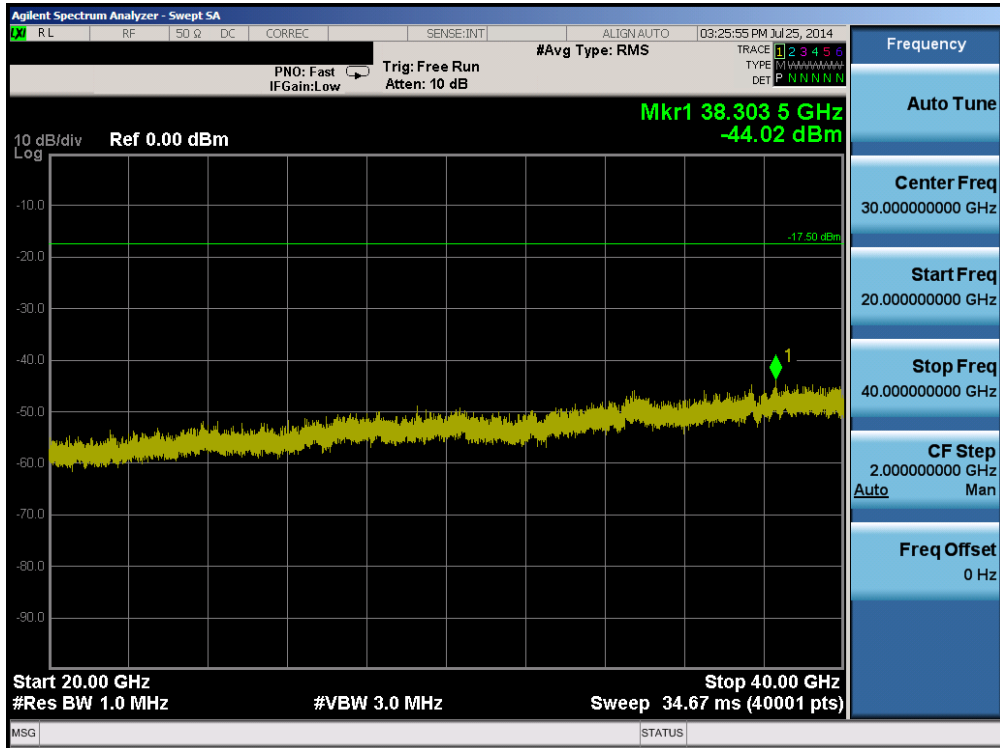 Agilent Spectrum Analyzer - Swept SA
LXI RL RF 50 Ω DC CORREC SENSE:INT ALIGN AUTO 03:25:55 PM Jul 25, 2014
#Avg Type: RMS
TRACE 1 2 3 4 5 6
TYPE M WWWWW
DET P N N N N N
PNO: Fast
IFGain:Low
Trig: Free Run
Atten: 10 dB
Mkr1 38.303 5 GHz
-44.02 dBm
10 dB/div Ref 0.00 dBm
Log
-10.0
-17.50 dBm
-20.0
-30.0
-40.0
1
-50.0
-60.0
-70.0
-80.0
-90.0
Start 20.00 GHz
Stop 40.00 GHz
#Res BW 1.0 MHz
#VBW 3.0 MHz
Sweep 34.67 ms (40001 pts)
MSG
STATUS
Frequency
Auto Tune
Center Freq
30.000000000 GHz
Start Freq
20.000000000 GHz
Stop Freq
40.000000000 GHz
CF Step
2.000000000 GHz
Auto Man
Freq Offset
0 Hz